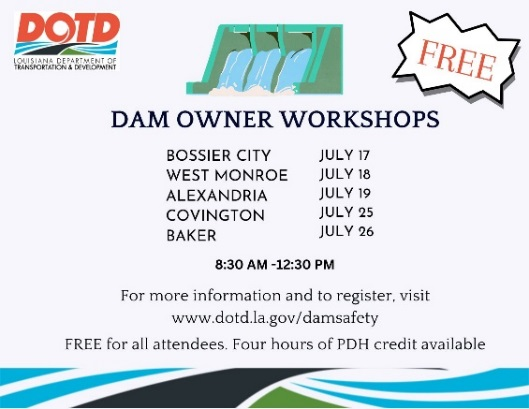 DOTD
LOUISIANA DEPARTMENT OF
TRANSPORTATION & DEVELOPMENT
FREE
DAM OWNER WORKSHOPS
BOSSIER CITY JULY 17
WEST MONROE JULY 18
ALEXANDRIA JULY 19
COVINGTON JULY 25
BAKER JULY 26
8:30 AM -12:30 PM
For more information and to register, visit
www.dotd.la.gov/damsafety
FREE for all attendees. Four hours of PDH credit available